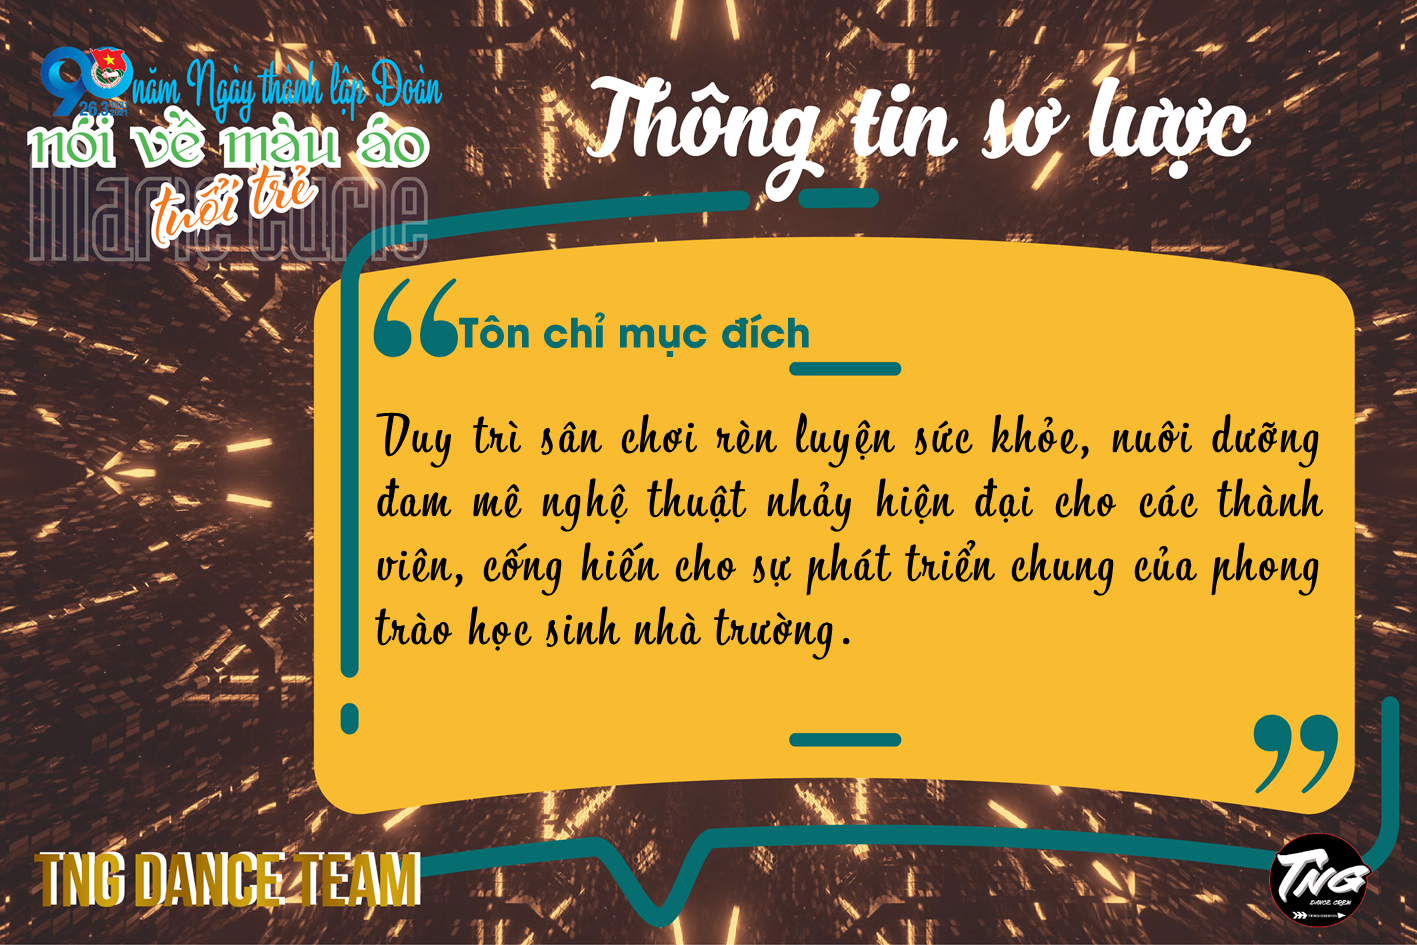 90 năm Ngày thành lập Đoàn
26.3
nói về màu áo
tuổi trẻ
Marie Curie
Thông tin sơ lược
“Tôn chỉ mục đích
Duy trì sân chơi rèn luyện sức khỏe, nuôi dưỡng
đam mê nghệ thuật nhảy hiện đại cho các thành
viên, cống hiến cho sự phát triển chung của phong
trào học sinh nhà trường.
”
TNG DANCE TEAM
TNG
DANCE CREW